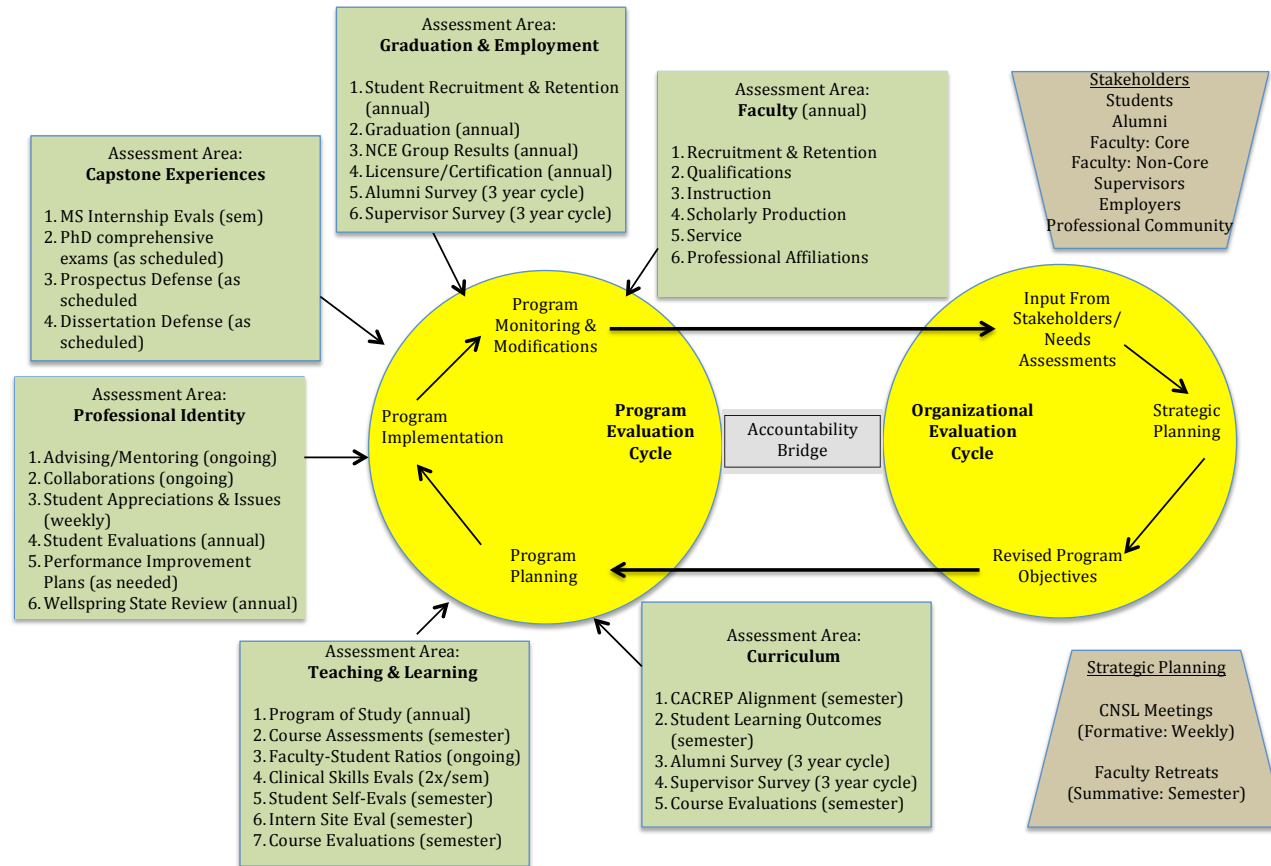 Assessment Area:
Graduation & Employment
1. Student Recruitment & Retention
(annual)
2. Graduation (annual)
3. NCE Group Results (annual)
4. Licensure/Certification (annual)
5. Alumni Survey (3 year cycle)
6. Supervisor Survey (3 year cycle)
Assessment Area:
Faculty (annual)
1. Recruitment & Retention
2. Qualifications
3. Instruction
4. Scholarly Production
5. Service
6. Professional Affiliations
Stakeholders
Students
Alumni
Faculty: Core
Faculty: Non-Core
Supervisors
Employers
Professional Community
Assessment Area:
Capstone Experiences
1. MS Internship Evals (sem)
2. PhD comprehensive
exams (as scheduled)
3. Prospectus Defense (as
scheduled
4. Dissertation Defense (as
scheduled)
Program
Monitoring &
Modifications
Input From
Stakeholders/
Needs
Assessments
Assessment Area:
Professional Identity
1. Advising/Mentoring (ongoing)
2. Collaborations (ongoing)
3. Student Appreciations & Issues
(weekly)
4. Student Evaluations (annual)
5. Performance Improvement
Plans (as needed)
6. Wellspring State Review (annual)
Program
Implementation
Program
Evaluation
Cycle
Accountability
Bridge
Organizational
Evaluation
Cycle
Strategic
Planning
Program
Planning
Revised Program
Objectives
Assessment Area:
Teaching & Learning
1. Program of Study (annual)
2. Course Assessments (semester)
3. Faculty-Student Ratios (ongoing)
4. Clinical Skills Evals (2x/sem)
5. Student Self-Evals (semester)
6. Intern Site Eval (semester)
7. Course Evaluations (semester)
Assessment Area:
Curriculum
1. CACREP Alignment (semester)
2. Student Learning Outcomes
(semester)
3. Alumni Survey (3 year cycle)
4. Supervisor Survey (3 year cycle)
5. Course Evaluations (semester)
Strategic Planning
CNSL Meetings
(Formative: Weekly)
Faculty Retreats
(Summative: Semester)